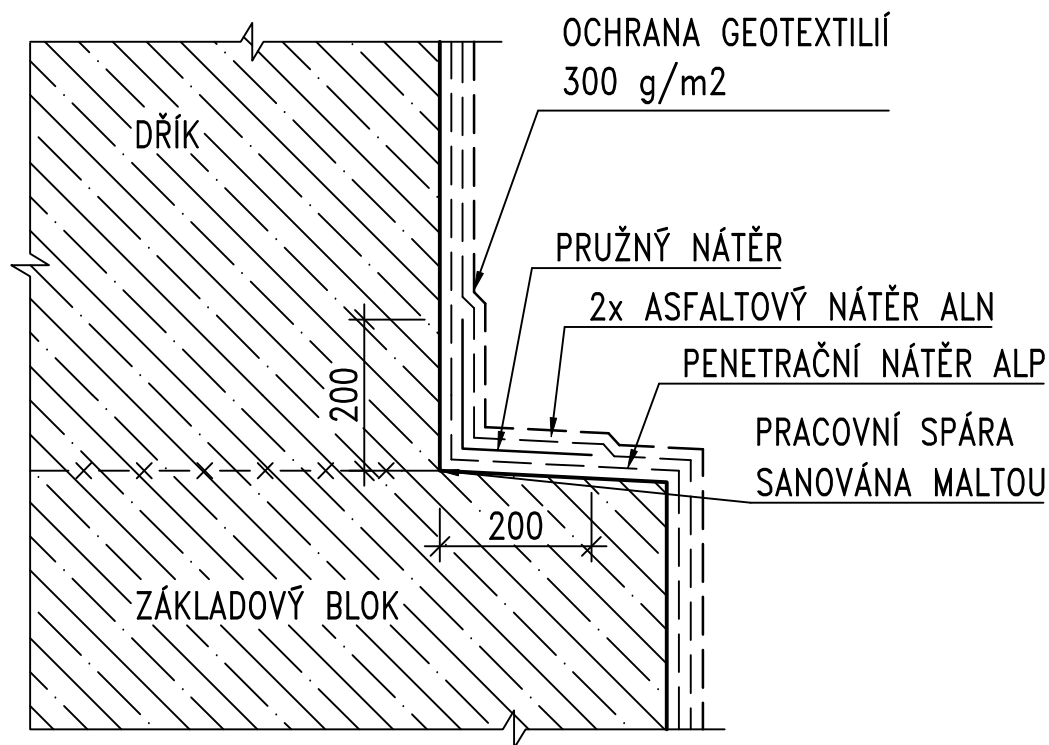 OCHRANA GEOTEXTILIÍ
300 g/m2
DŘÍK
PRUŽNÝ NÁTĚR
2x ASFALTOVÝ NÁTĚR ALN
PENETRAČNÍ NÁTĚR ALP
200
PRACOVNÍ SPÁRA
SANOVÁNA MALTOU
200
ZÁKLADOVÝ BLOK